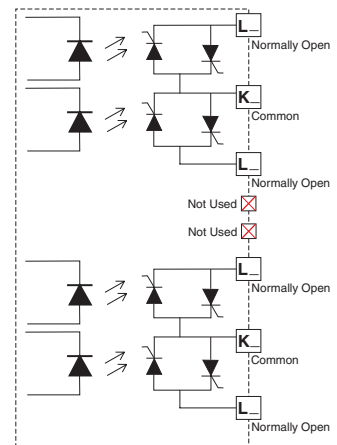 L_
Normally Open
K_
Common
L_
Normally Open
Not Used
Not Used
L_
Normally Open
K_
Common
L_
Normally Open